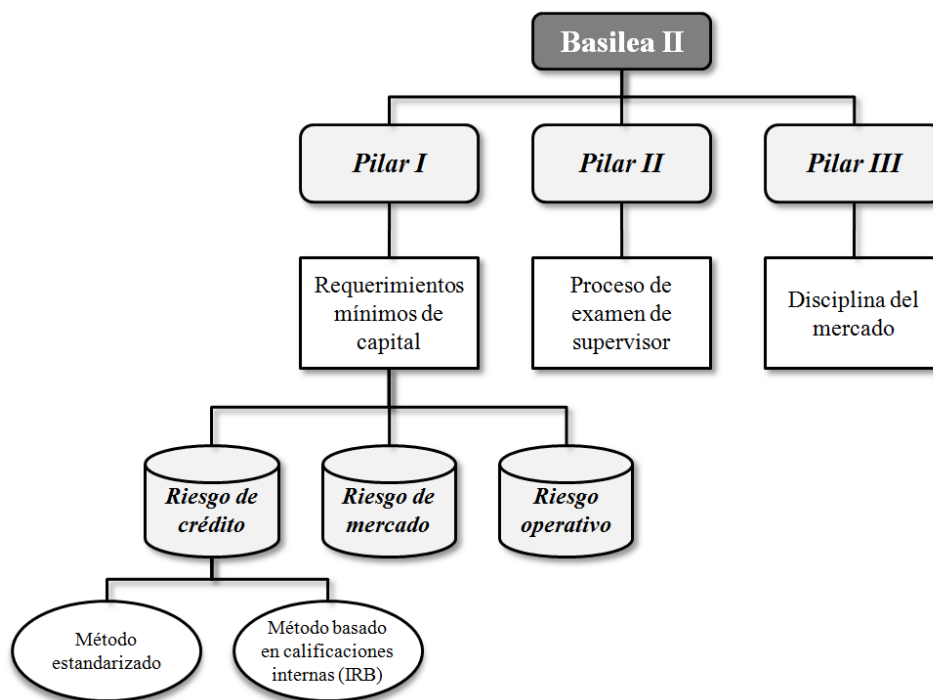 Basilea II
Pilar I
Pilar II
Pilar III
Requerimientos
mínimos de
capital
Proceso de
examen de
supervisor
Disciplina del
mercado
Riesgo de
crédito
Riesgo de
mercado
Riesgo
operativo
Método
estandarizado
Método basado
en calificaciones
internas (IRB)